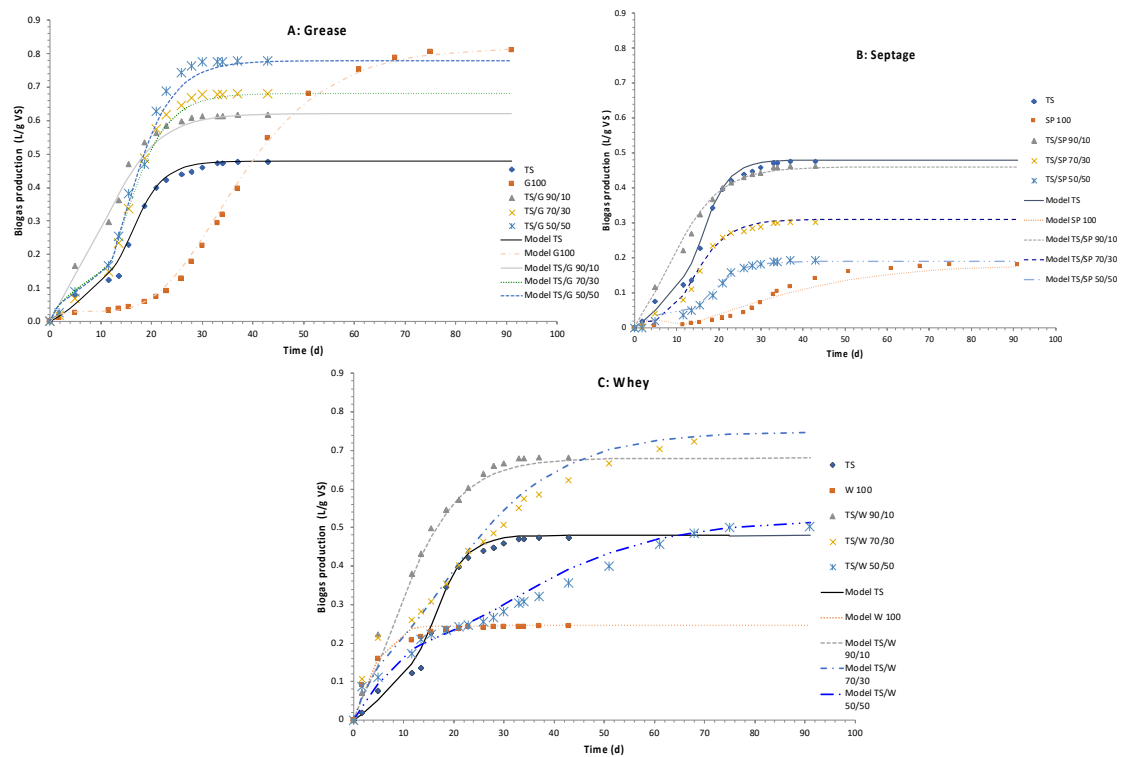 A: Grease
Biogas production (L/g VS)
0.9
0.8
0.7
0.6
0.5
0.4
0.3
0.2
0.1
0.0
0 10 20 30 40 50 60 70 80 90 100
Time (d)
TS
G100
TS/G 90/10
TS/G 70/30
TS/G 50/50
Model TS
Model G100
Model TS/G 90/10
Model TS/G 70/30
Model TS/G 50/50
B: Septage
Biogas production (L/g VS)
0.9
0.8
0.7
0.6
0.5
0.4
0.3
0.2
0.1
0
0 10 20 30 40 50 60 70 80 90 100
Time (d)
TS
SP 100
TS/SP 90/10
TS/SP 70/30
TS/SP 50/50
Model TS
Model SP 100
Model TS/SP 90/10
Model TS/SP 70/30
Model TS/SP 50/50
C: Whey
Biogas production (L/g VS)
0.9
0.8
0.7
0.6
0.5
0.4
0.3
0.2
0.1
0
0 10 20 30 40 50 60 70 80 90 100
Time (d)
TS
W 100
TS/W 90/10
TS/W 70/30
TS/W 50/50
Model TS
Model W 100
Model TS/W
90/10
Model TS/W
70/30
Model TS/W
50/50